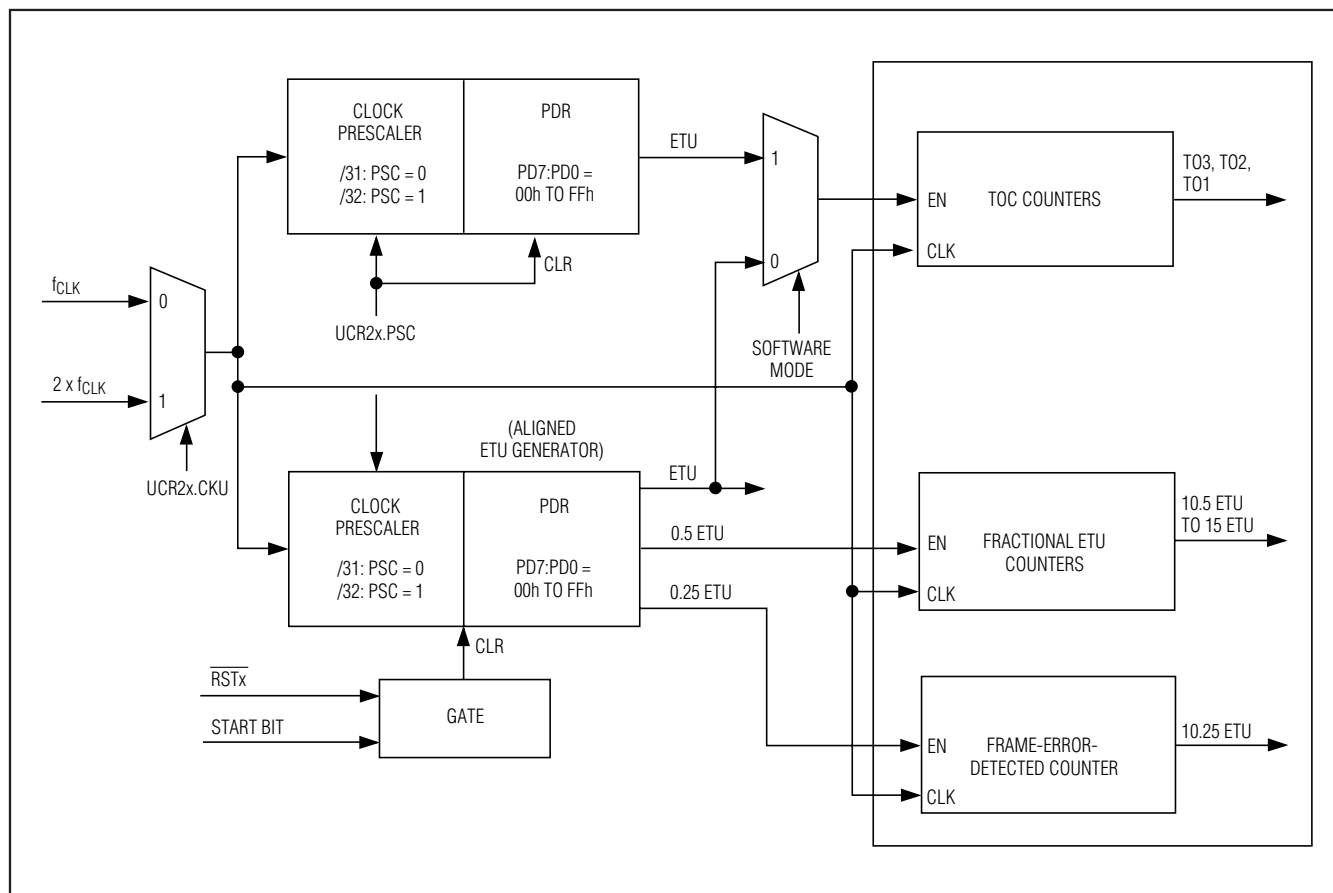 CLOCK
PRESCALER
/31: PSC = 0
/32: PSC = 1
PDR
PD7:PD0 =
00h TO FFh
ETU
CLR
UCR2x.PSC
fCLK
0
2 x fCLK
1
UCR2x.CKU
1
0
SOFTWARE
MODE
EN
TOC COUNTERS
CLK
TO3, TO2,
TO1
(ALIGNED
ETU GENERATOR)
CLOCK
PRESCALER
/31: PSC = 0
/32: PSC = 1
PDR
PD7:PD0 =
00h TO FFh
ETU
0.5 ETU
0.25 ETU
CLR
RSTx
START BIT
GATE
EN
FRACTIONAL ETU
COUNTERS
CLK
10.5 ETU
TO 15 ETU
EN
FRAME-ERROR-
DETECTED COUNTER
CLK
10.25 ETU